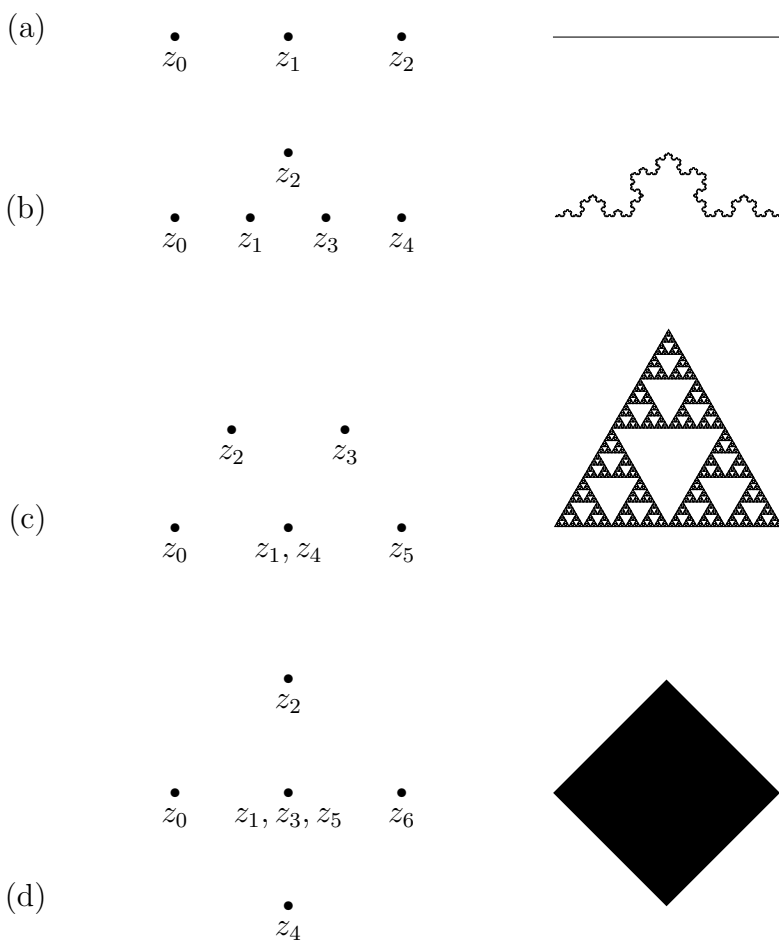 (a)
z₀ z₁ z₂
z₂
(b)
z₀ z₁ z₃ z₄
z₂ z₃
(c)
z₀ z₁, z₄ z₅
z₂
z₀ z₁, z₃, z₅ z₆
(d)
z₄